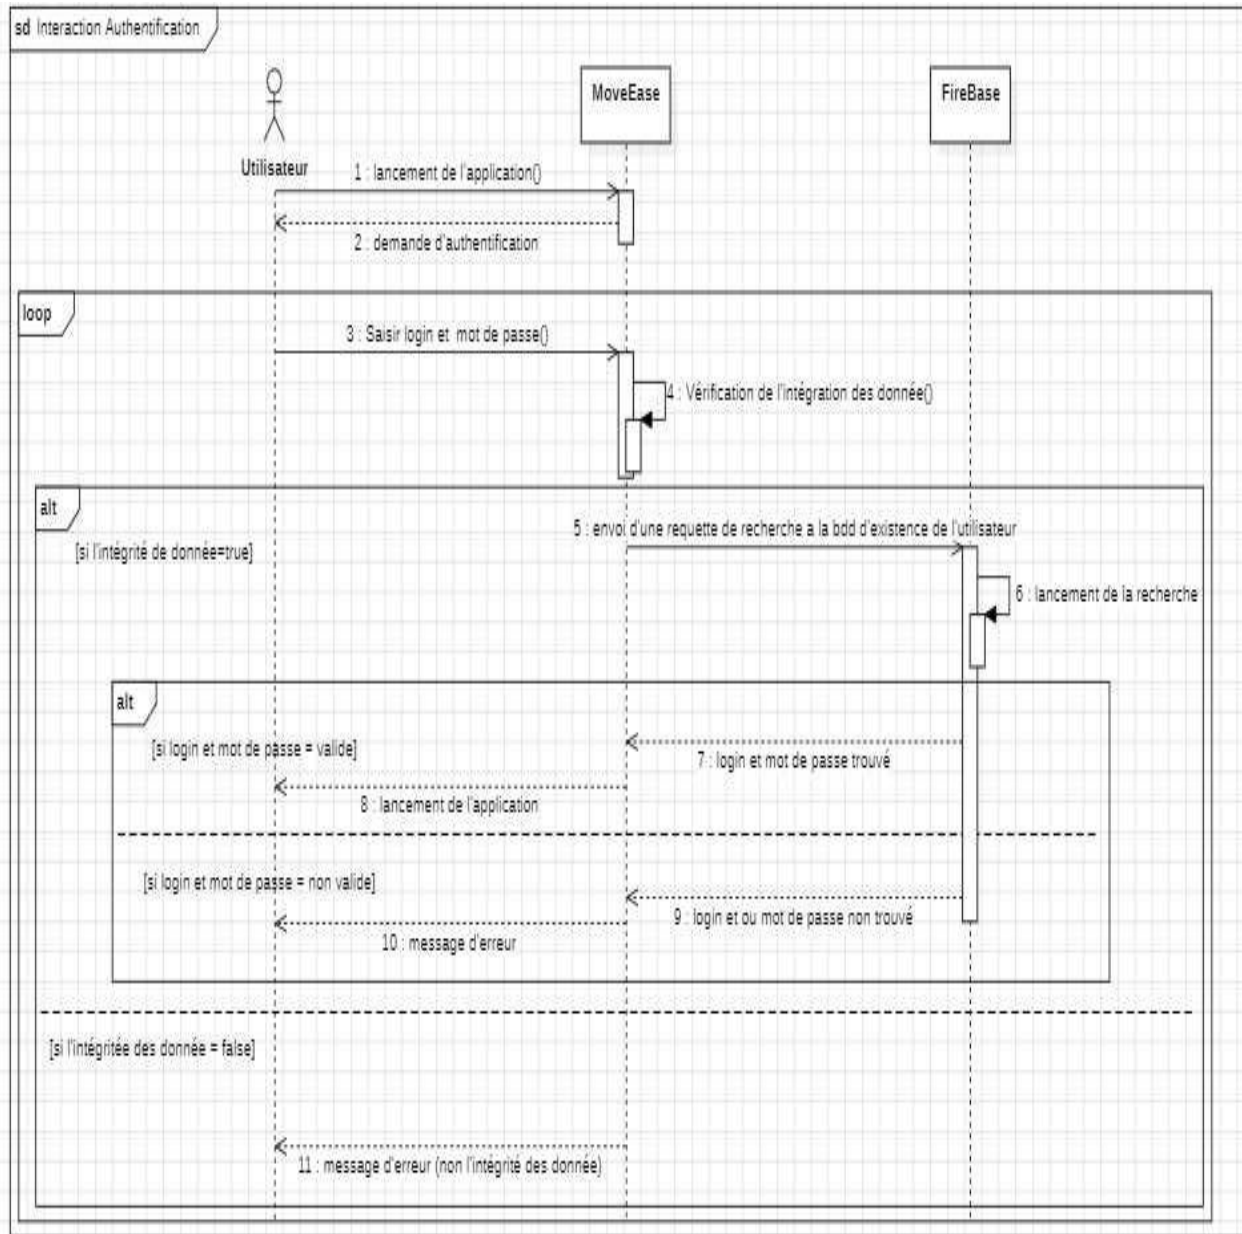 sd Interaction Authentification
MoveEase
FireBase
Utilisateur
1 : lancement de l'application()
2 : demande d'authentification
loop
3 : Saisir login et mot de passe()
4 : Vérification de l'intégration des donnée()
alt
5 : envoi d'une requette de recherche a la bdd d'existence de l'utilisateur
[si l'intégrité de donnée=true]
6 : lancement de la recherche
alt
[si login et mot de passe = valide]
7 : login et mot de passe trouvé
8 : lancement de l'application
[si login et mot de passe = non valide]
9 : login et ou mot de passe non trouvé
10 : message d'erreur
[si l'intégritée des donnée = false]
11 : message d'erreur (non l'intégrité des donnée)